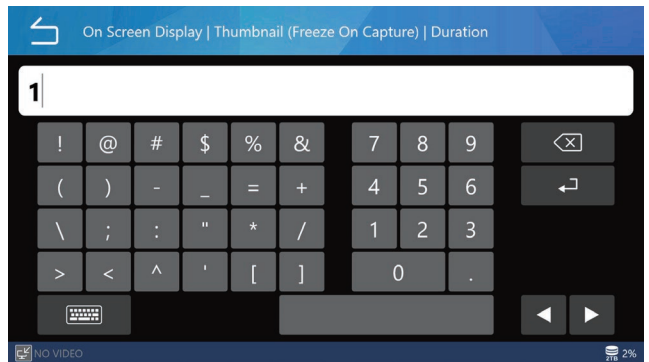 On Screen Display | Thumbnail (Freeze On Capture) | Duration
1
! @ # $ % & 7 8 9
( ) - _ = + 4 5 6
\ ; : " * / 1 2 3
> < ^ ' [ ] 0 .
NO VIDEO 2TB 2%